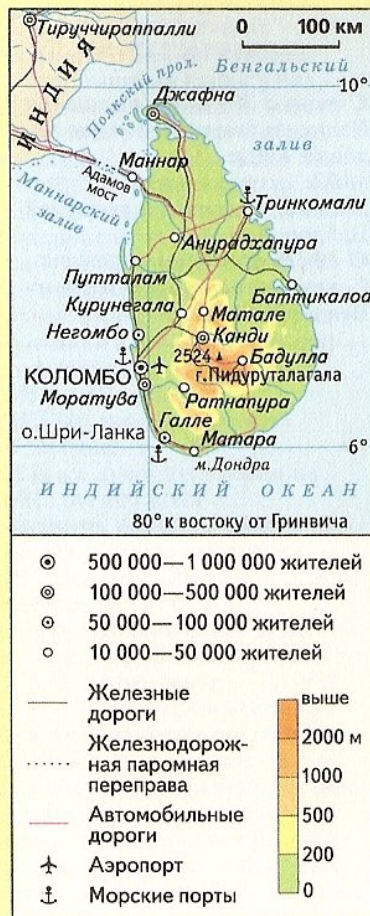 Тируччираппалли
0 100 км
ИНДИЯ
Полкский прол.
Бенгальский
залив
10°
Джафна
Маннар
Адамов
мост
Маннарский
залив
Тринкомали
Анурадхапура
Путталам
Баттикалоа
Курунегала
Матале
Негомбо
Канди
2524
Бадулла
г.Пидуруталагала
КОЛОМБО
Моратува
Ратнапура
Галле
о.Шри-Ланка
Матара
6°
м.Дондра
ИНДИЙСКИЙ ОКЕАН
80° к востоку от Гринвича
500 000—1 000 000 жителей
100 000—500 000 жителей
50 000—100 000 жителей
10 000—50 000 жителей
Железные
дороги
Железнодорож-
ная паромная
переправа
Автомобильные
дороги
Аэропорт
Морские порты
выше
2000 м
1000
500
200
0